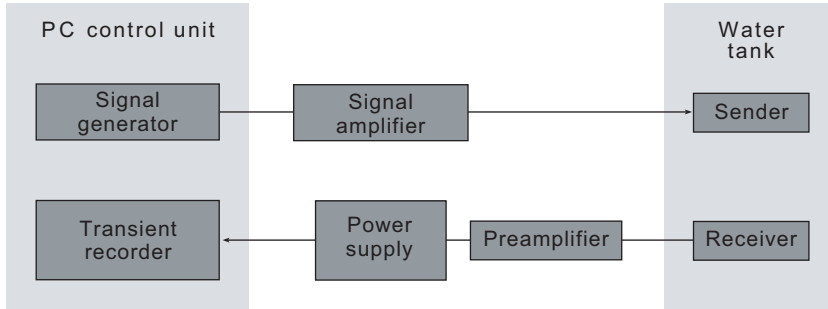 PC control unit
Water
tank
Signal
generator
Signal
amplifier
Sender
Transient
recorder
Power
supply
Preamplifier
Receiver